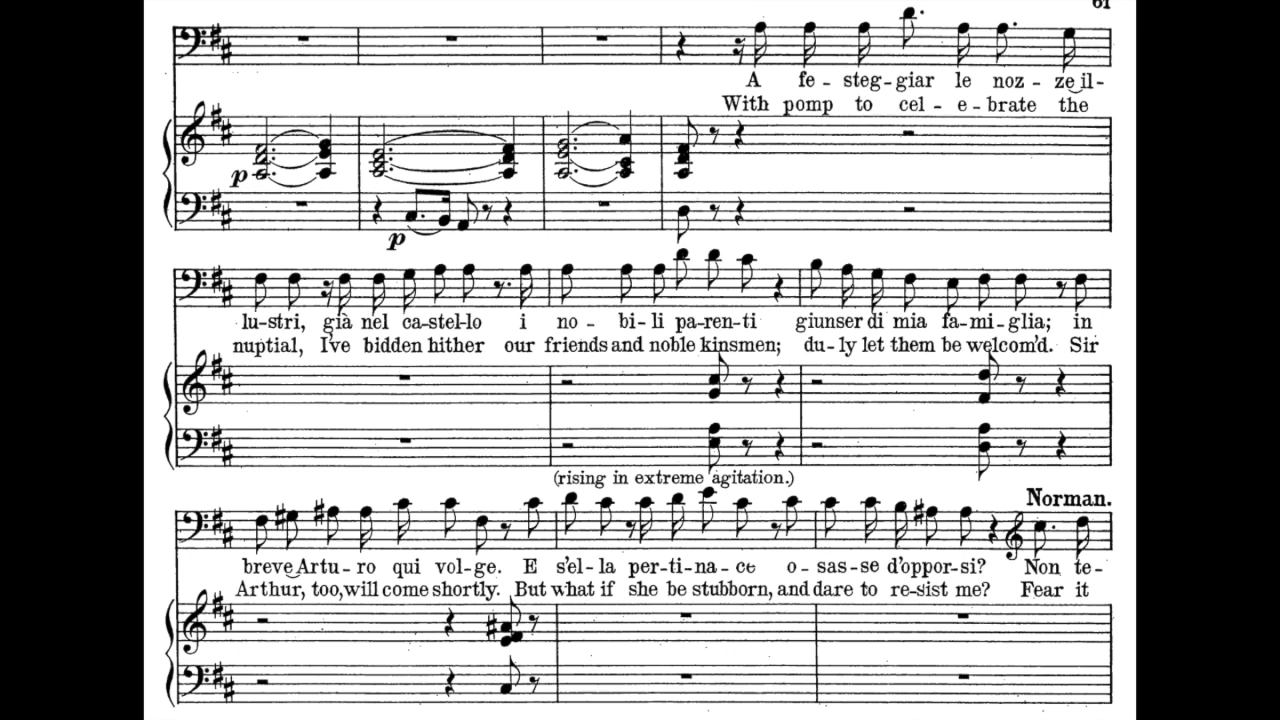 61
A fe - steg - giar le noz - ze il-
With pomp to cel - e - brate the
p
p
lu-stri, già nel ca-stel-lo i no - bi - li pa-ren-ti giunser di mia fa-mi-glia; in
nuptial, I've bidden hither our friends and noble kinsmen; du-ly let them be welcom'd. Sir
(rising in extreme agitation.)
Norman.
breve Artu - ro qui vol-ge. E s'el-la per-ti-na-ce o-sas-se d'oppor-si? Non te-
Arthur, too, will come shortly. But what if she be stubborn, and dare to re-sist me? Fear it